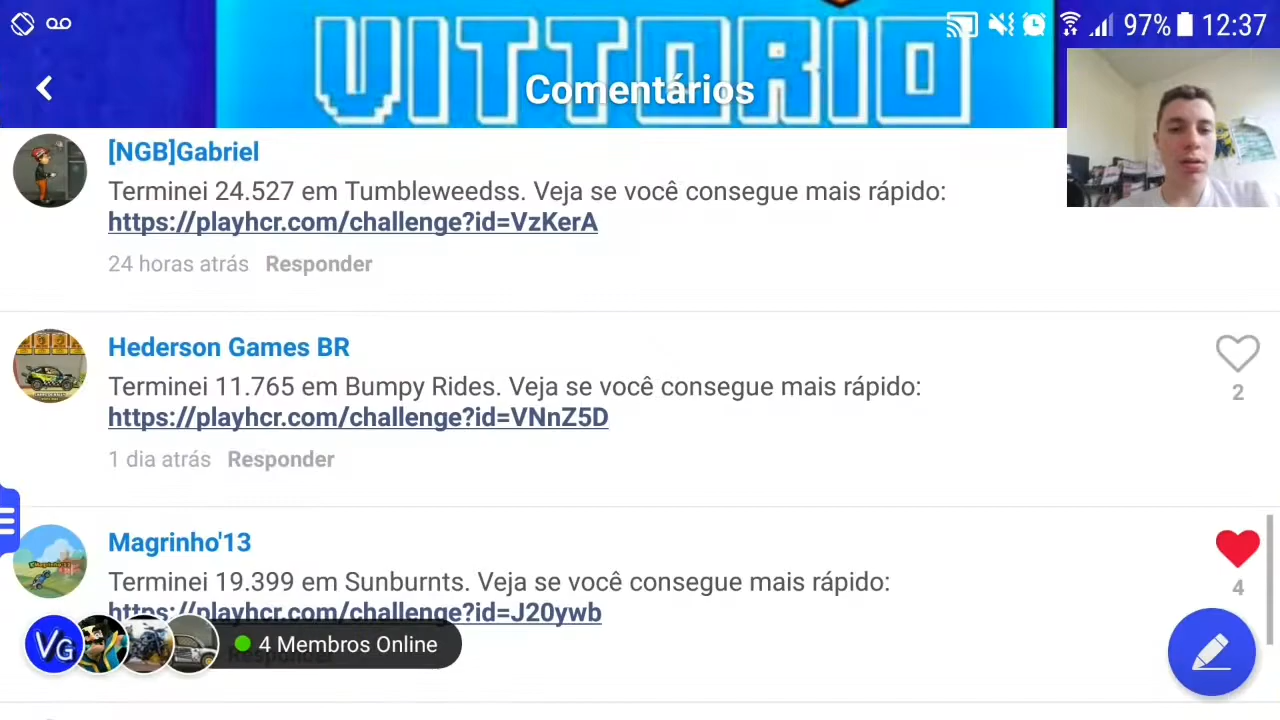 97% 12:37
VITTORIO
Comentários
[NGB]Gabriel
Terminei 24.527 em Tumbleweedss. Veja se você consegue mais rápido:
https://playhcr.com/challenge?id=VzKerA
24 horas atrás Responder
Hederson Games BR
Terminei 11.765 em Bumpy Rides. Veja se você consegue mais rápido:
https://playhcr.com/challenge?id=VNnZ5D
2
1 dia atrás Responder
Magrinho'13
Terminei 19.399 em Sunburnts. Veja se você consegue mais rápido:
https://playhcr.com/challenge?id=J20ywb
4
VG 4 Membros Online